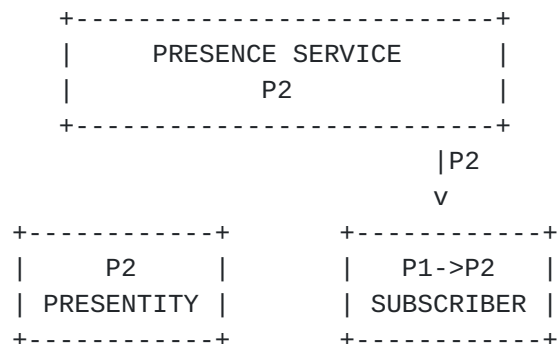 +---------------------------+
|     PRESENCE SERVICE      |
|            P2             |
+---------------------------+
|P2
v
+------------+       +------------+
|     P2     |       |   P1->P2   |
| PRESENTITY |       | SUBSCRIBER |
+------------+       +------------+